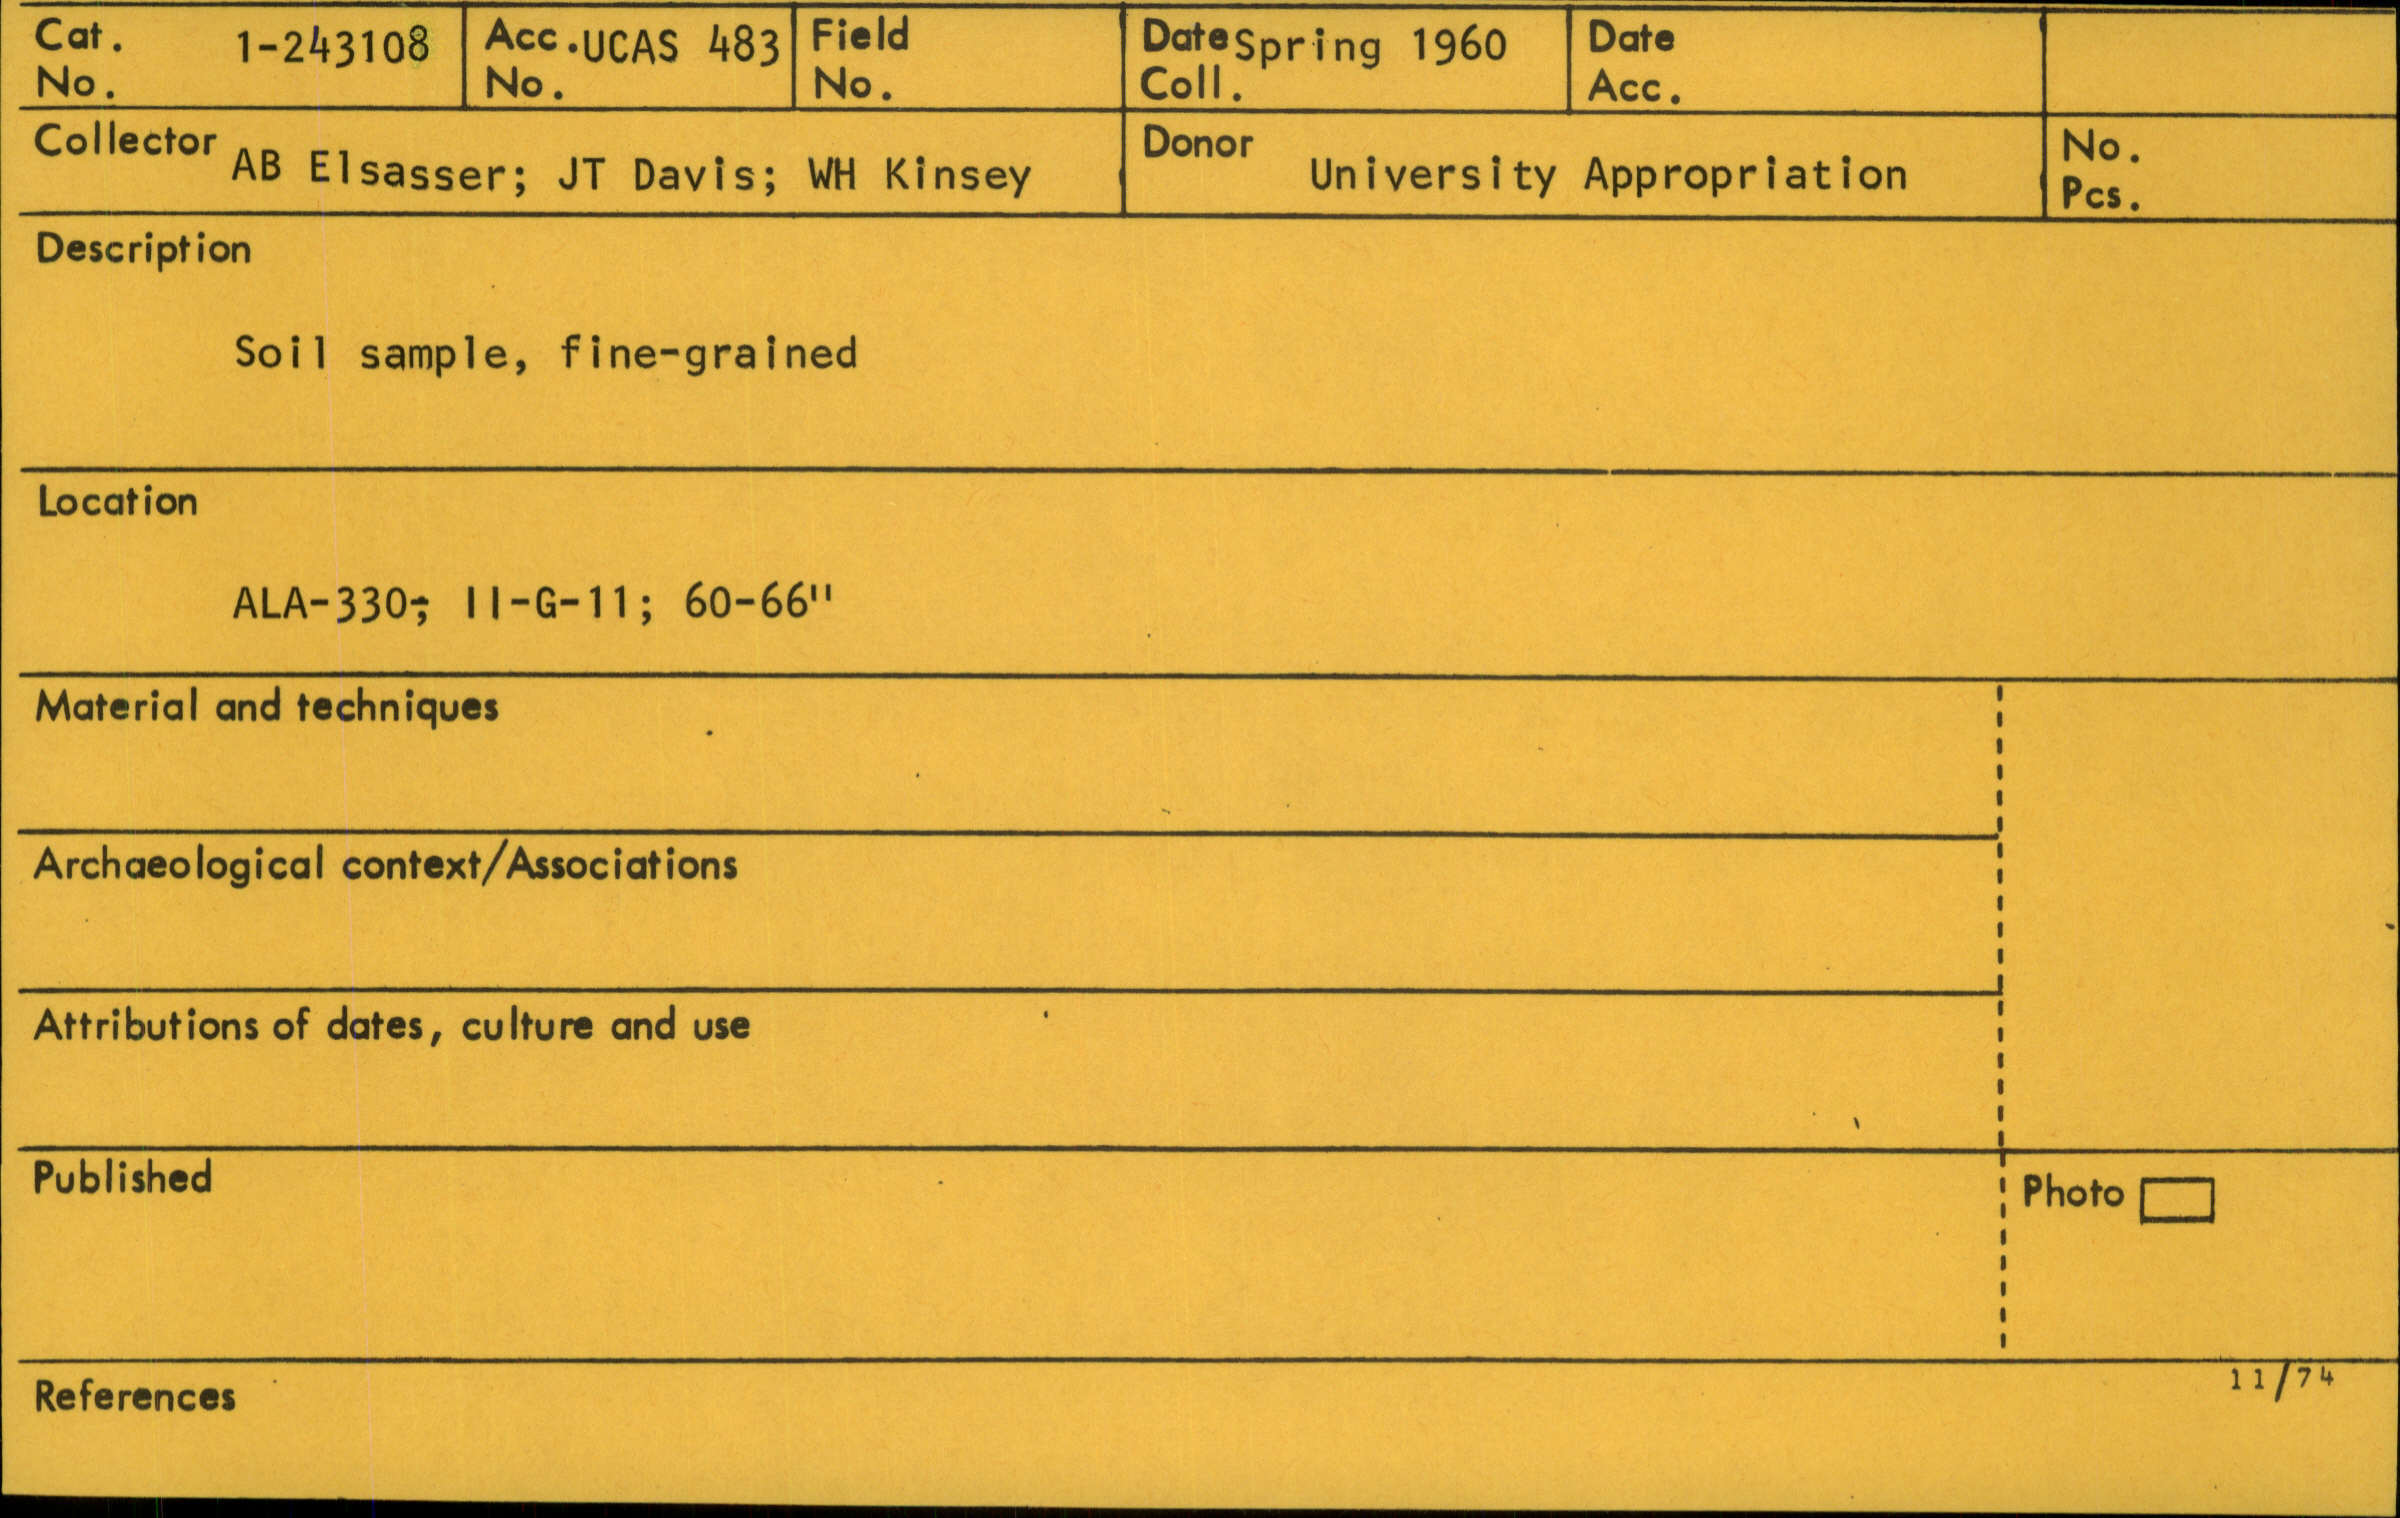 Cat. No. 1-243108
Acc. No. UCAS 483
Field No.
Date Coll. Spring 1960
Date Acc.
Collector AB Elsasser; JT Davis; WH Kinsey
Donor University Appropriation
No. Pcs.
Description
Soil sample, fine-grained
Location
ALA-330; II-G-11; 60-66"
Material and techniques
Archaeological context/Associations
Attributions of dates, culture and use
Published
Photo
References
11/74